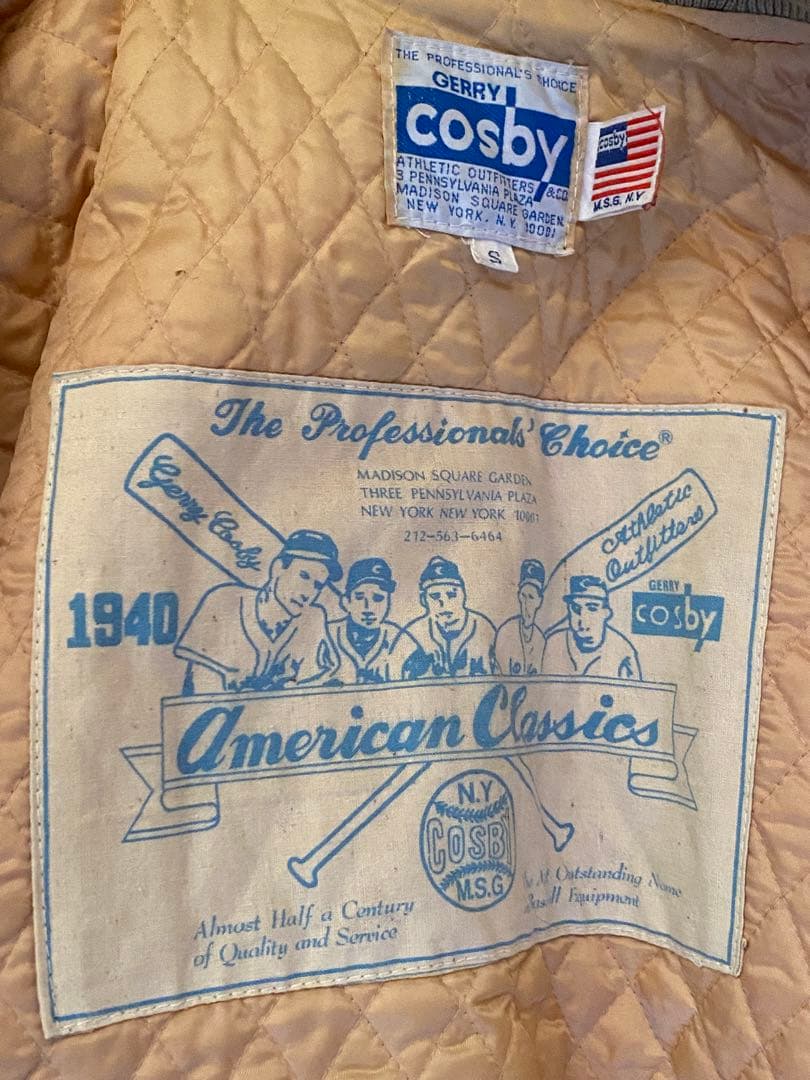 THE PROFESSIONAL'S CHOICE
GERRY
cosby
ATHLETIC OUTFITTERS
& CO.
3 PENNSYLVANIA PLAZA
MADISON SQUARE GARDEN
NEW YORK, N.Y. 10001
cosby
M.S.G. N.Y.
S
The Professionals' Choice®
MADISON SQUARE GARDEN
THREE PENNSYLVANIA PLAZA
NEW YORK NEW YORK 10001
212-563-6464
Gerry Cosby
Athletic
Outfitters
1940
GERRY
cosby
American Classics
N.Y
COSBY
M.S.G
Almost Half a Century
of Quality and Service
Outstanding Name
Equipment